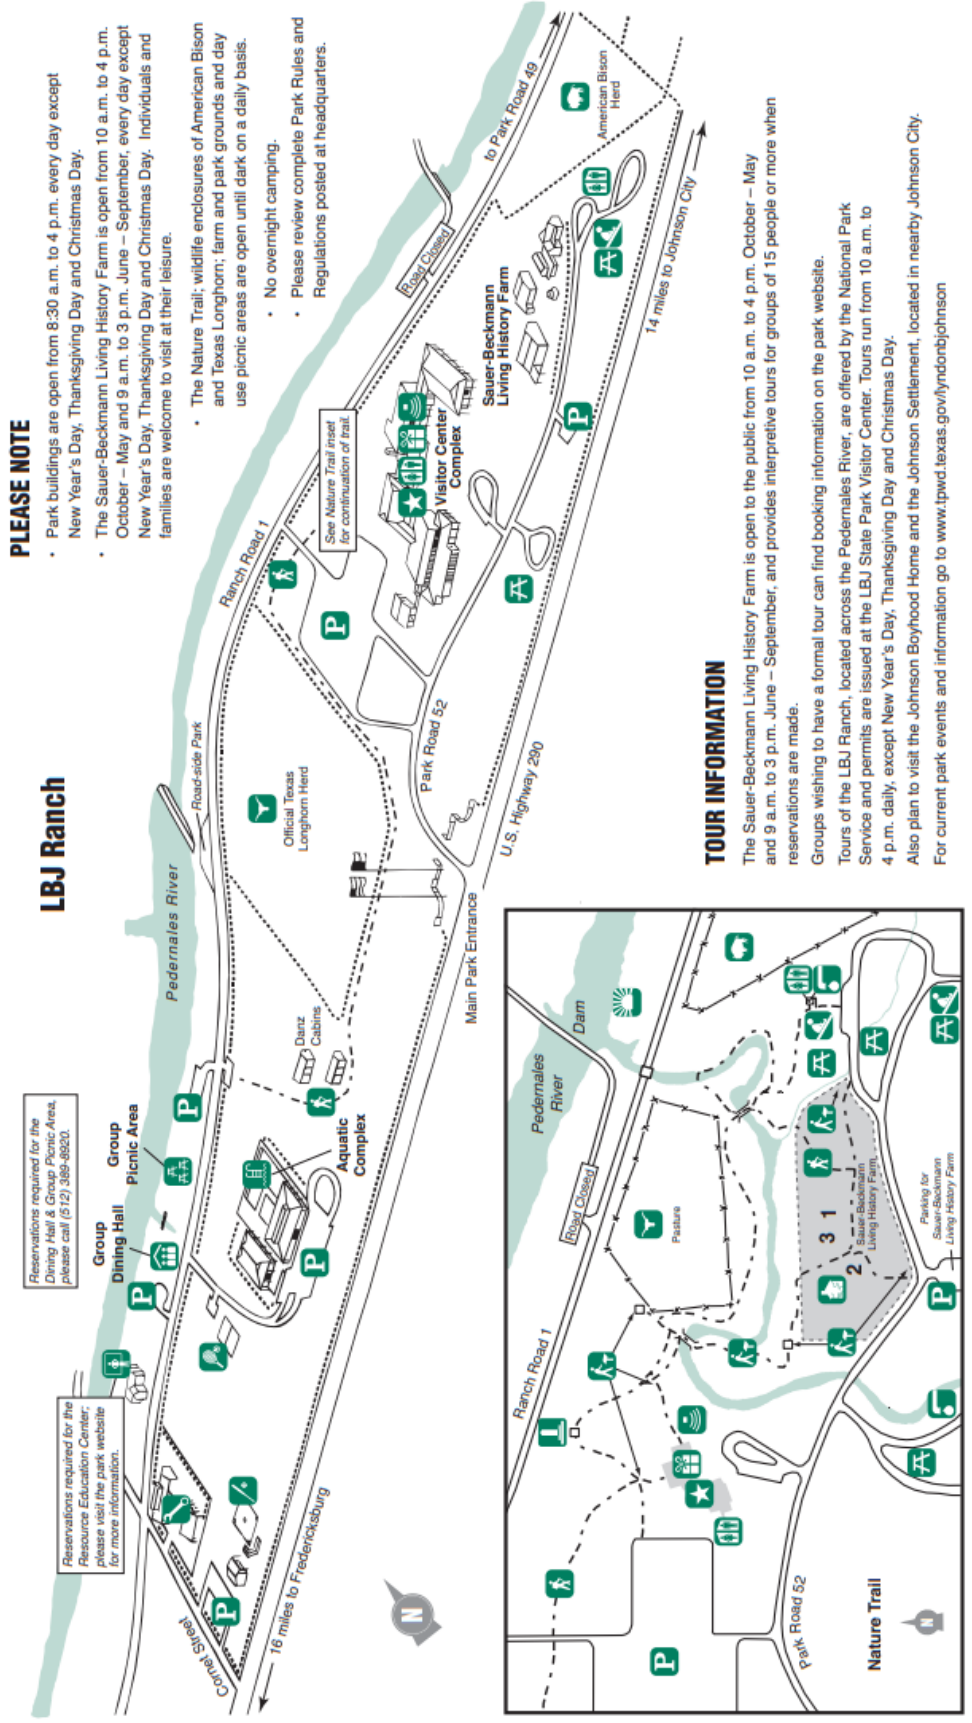 LBJ Ranch
PLEASE NOTE
• Park buildings are open from 8:30 a.m. to 4 p.m. every day except
New Year's Day, Thanksgiving Day and Christmas Day.
• The Sauer-Beckmann Living History Farm is open from 10 a.m. to 4 p.m.
October – May and 9 a.m. to 3 p.m. June – September, every day except
New Year's Day, Thanksgiving Day and Christmas Day. Individuals and
families are welcome to visit at their leisure.
• The Nature Trail; wildlife enclosures of American Bison
and Texas Longhorn; farm and park grounds and day
use picnic areas are open until dark on a daily basis.
• No overnight camping.
• Please review complete Park Rules and
Regulations posted at headquarters.
Reservations required for the
Resource Education Center;
please visit the park website
for more information.
Reservations required for the
Dining Hall & Group Picnic Area,
please call (512) 389-8920.
Group
Dining Hall
Group
Picnic Area
P
P
Pedernales River
Road-side Park
Ranch Road 1
See Nature Trail inset
for continuation of trail.
Road Closed
to Park Road 49
American Bison
Herd
Cornet Street
P
16 miles to Fredericksburg
P
Aquatic
Complex
Danz
Cabins
Official Texas
Longhorn Herd
P
Visitor Center
Complex
Sauer-Beckmann
Living History Farm
P
Park Road 52
Main Park Entrance
U.S. Highway 290
14 miles to Johnson City
N
Pedernales
River
Dam
Road Closed
Ranch Road 1
Pasture
3 1
2
Sauer-Beckmann
Living History Farm
Parking for
Sauer-Beckmann
Living History Farm
P
P
Park Road 52
Nature Trail
N
TOUR INFORMATION
The Sauer-Beckmann Living History Farm is open to the public from 10 a.m. to 4 p.m. October – May
and 9 a.m. to 3 p.m. June – September, and provides interpretive tours for groups of 15 people or more when
reservations are made.
Groups wishing to have a formal tour can find booking information on the park website.
Tours of the LBJ Ranch, located across the Pedernales River, are offered by the National Park
Service and permits are issued at the LBJ State Park Visitor Center. Tours run from 10 a.m. to
4 p.m. daily, except New Year's Day, Thanksgiving Day and Christmas Day.
Also plan to visit the Johnson Boyhood Home and the Johnson Settlement, located in nearby Johnson City.
For current park events and information go to www.tpwd.texas.gov/lyndonbjohnson